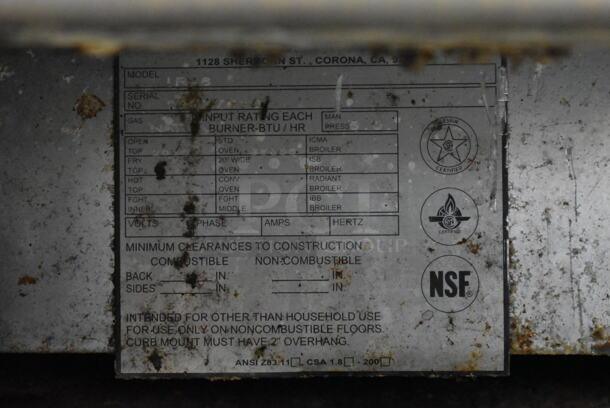 1128 SHERBORN ST. , CORONA, CA, 9
MODEL
SERIAL
NO.
GAS INPUT RATING EACH BURNER-BTU / HR MAN PRESS
OPEN TOP STD OVEN ICMA BROILER
FRY TOP 20" WIDE OVEN ISB BROILER
HOT TOP CONV OVEN RADIANT BROILER
FGHT INNER FGHT MIDDLE IBB BROILER
VOLTS PHASE AMPS HERTZ
MINIMUM CLEARANCES TO CONSTRUCTION
COMBUSTIBLE NON-COMBUSTIBLE
BACK IN. IN.
SIDES IN. IN.
INTENDED FOR OTHER THAN HOUSEHOLD USE
FOR USE ONLY ON NONCOMBUSTIBLE FLOORS.
CURB MOUNT MUST HAVE 2" OVERHANG.
ANSI Z83.11 CSA 1.8 - 200
CERTIFIED
CERTIFIED
NSF